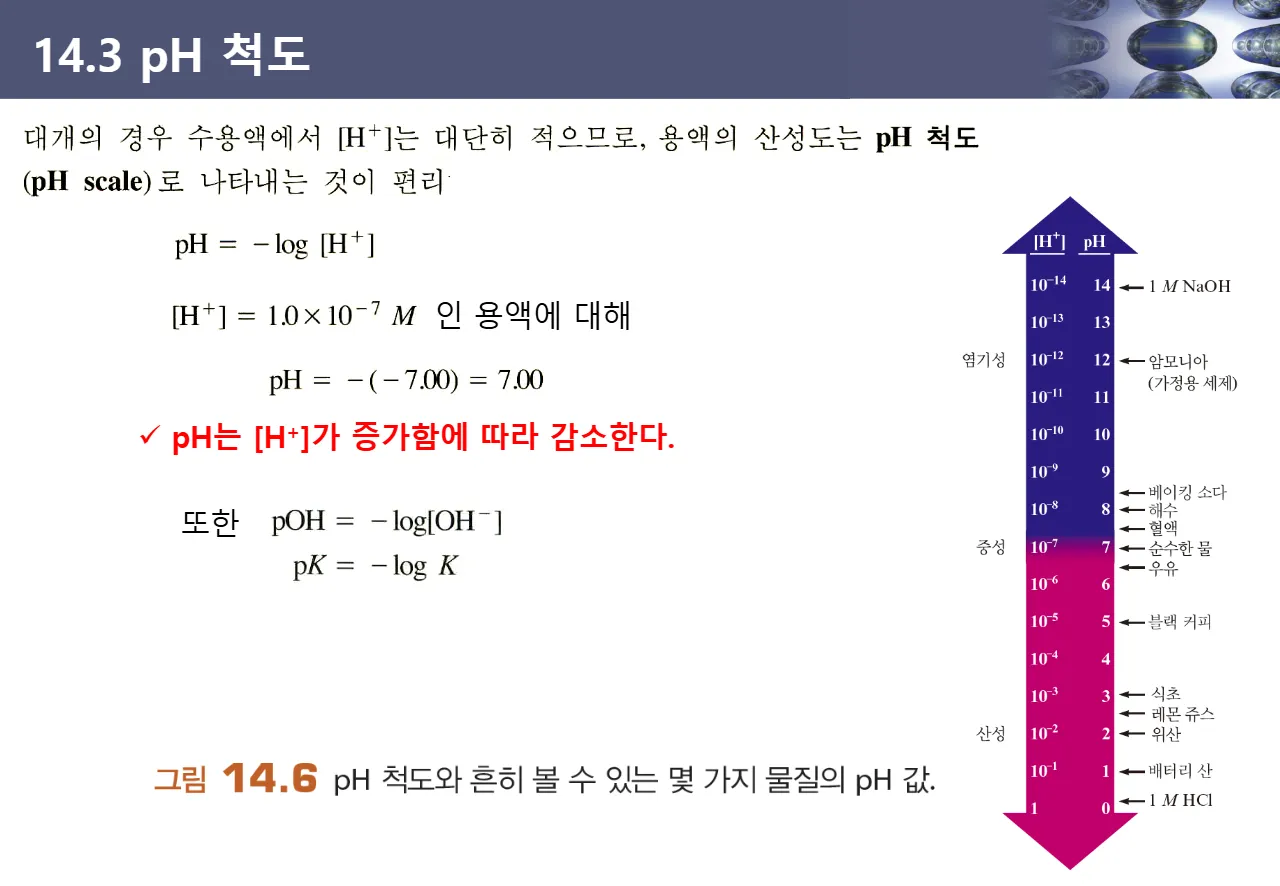 14.3 pH 척도
대개의 경우 수용액에서 [H⁺]는 대단히 적으므로, 용액의 산성도는 pH 척도
(pH scale)로 나타내는 것이 편리
pH = −log [H⁺]
[H⁺] = 1.0×10⁻⁷ M 인 용액에 대해
pH = −(−7.00) = 7.00
✓ pH는 [H⁺]가 증가함에 따라 감소한다.
또한 pOH = −log[OH⁻]
pK = −log K
그림 14.6 pH 척도와 흔히 볼 수 있는 몇 가지 물질의 pH 값.
[H⁺] pH
10⁻¹⁴ 14 1 M NaOH
10⁻¹³ 13
염기성 10⁻¹² 12 암모니아
(가정용 세제)
10⁻¹¹ 11
10⁻¹⁰ 10
10⁻⁹ 9
베이킹 소다
10⁻⁸ 8 해수
혈액
중성 10⁻⁷ 7 순수한 물
우유
10⁻⁶ 6
10⁻⁵ 5 블랙 커피
10⁻⁴ 4
10⁻³ 3 식초
레몬 쥬스
산성 10⁻² 2 위산
10⁻¹ 1 배터리 산
1 0 1 M HCl